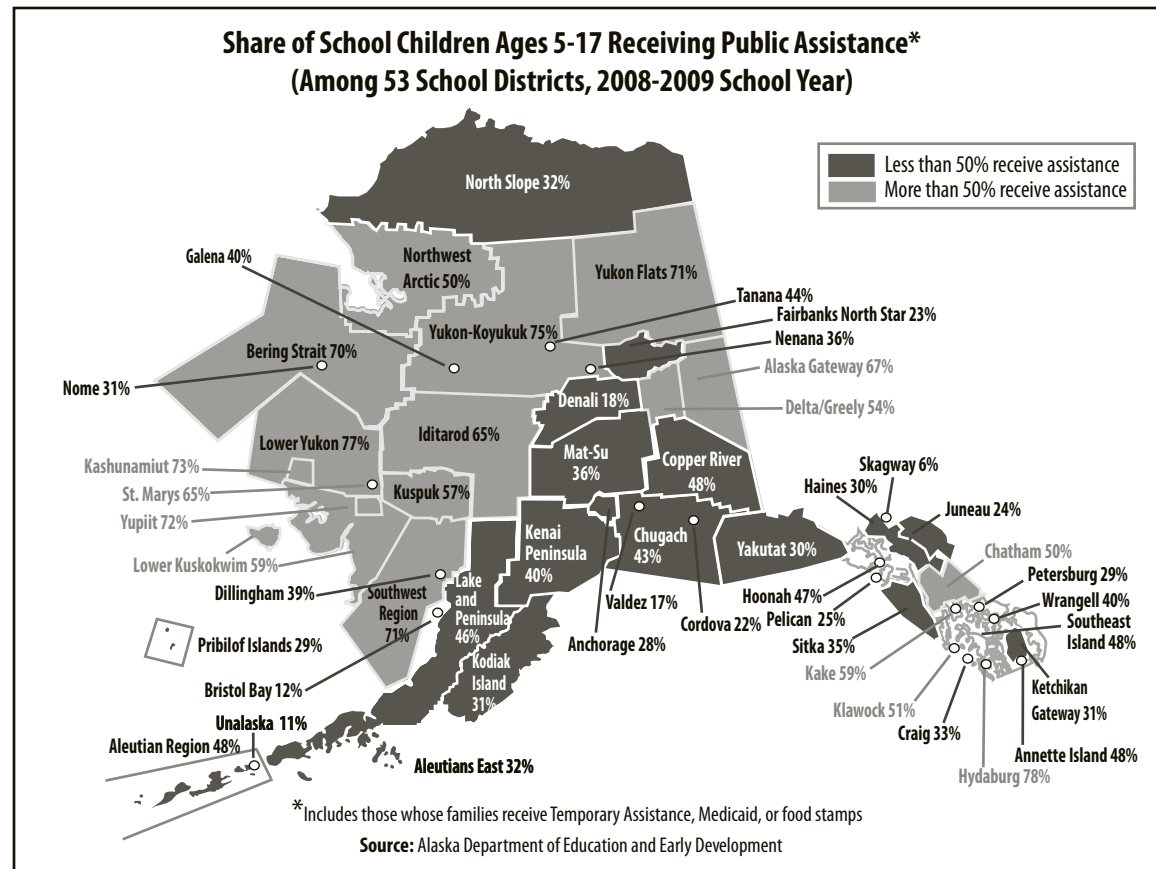 Share of School Children Ages 5-17 Receiving Public Assistance*
(Among 53 School Districts, 2008-2009 School Year)
Less than 50% receive assistance
More than 50% receive assistance
North Slope 32%
Northwest
Arctic 50%
Galena 40%
Yukon Flats 71%
Tanana 44%
Fairbanks North Star 23%
Nenana 36%
Yukon-Koyukuk 75%
Bering Strait 70%
Alaska Gateway 67%
Nome 31%
Denali 18%
Delta/Greely 54%
Lower Yukon 77%
Iditarod 65%
Mat-Su
36%
Copper River
48%
Kashunamiut 73%
St. Marys 65%
Kuspuk 57%
Yupiit 72%
Skagway 6%
Haines 30%
Juneau 24%
Kenai
Peninsula
40%
Chugach
43%
Yakutat 30%
Chatham 50%
Lower Kuskokwim 59%
Petersburg 29%
Dillingham 39%
Southwest
Region
71%
Lake
and
Peninsula
46%
Valdez 17%
Hoonah 47%
Wrangell 40%
Pelican 25%
Cordova 22%
Southeast
Island 48%
Pribilof Islands 29%
Anchorage 28%
Sitka 35%
Kodiak
Island
31%
Kake 59%
Bristol Bay 12%
Ketchikan
Gateway 31%
Klawock 51%
Unalaska 11%
Craig 33%
Aleutian Region 48%
Annette Island 48%
Aleutians East 32%
Hydaburg 78%
*Includes those whose families receive Temporary Assistance, Medicaid, or food stamps
Source: Alaska Department of Education and Early Development